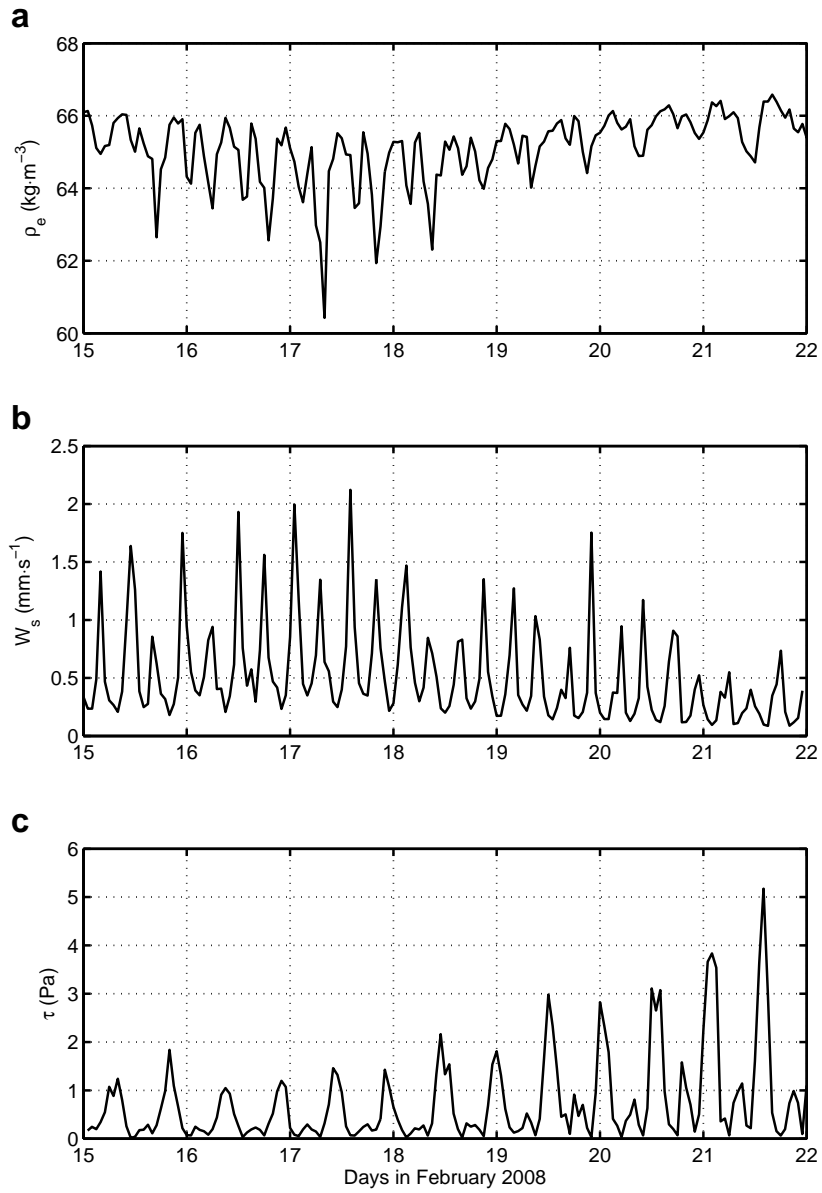 a
68
66
64
62
60
ρe (kg·m−3)
15 16 17 18 19 20 21 22
b
2.5
2
1.5
1
0.5
0
Ws (mm·s−1)
15 16 17 18 19 20 21 22
c
6
5
4
3
2
1
0
τ (Pa)
15 16 17 18 19 20 21 22
Days in February 2008